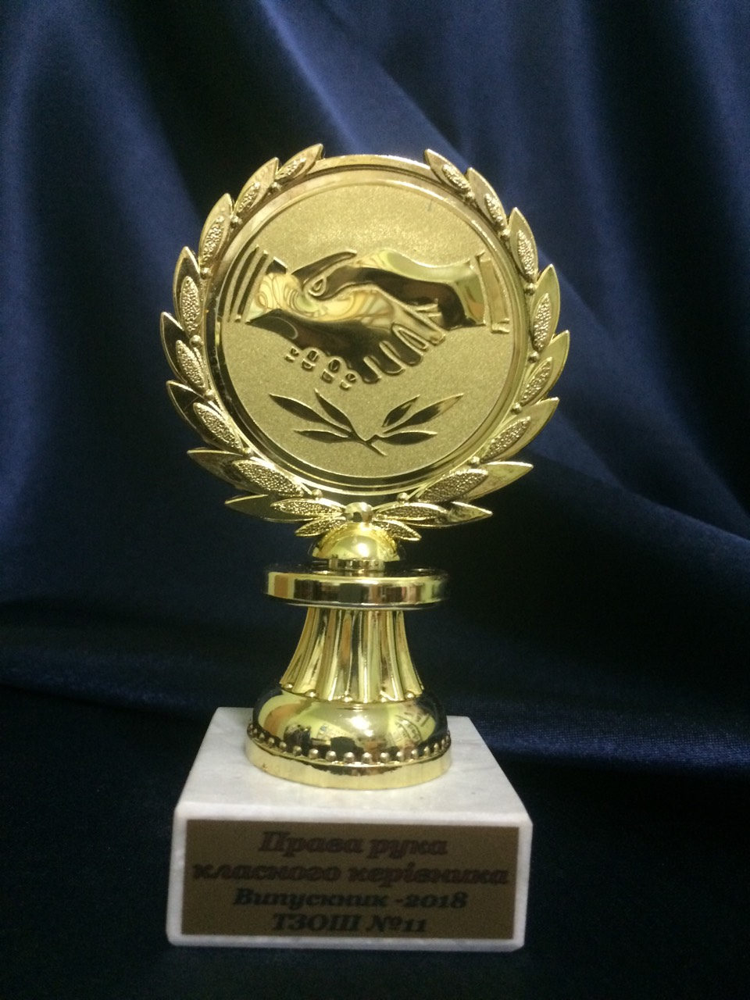 Права рука
класного керівника
Випускник -2018
ТЗОШ №11